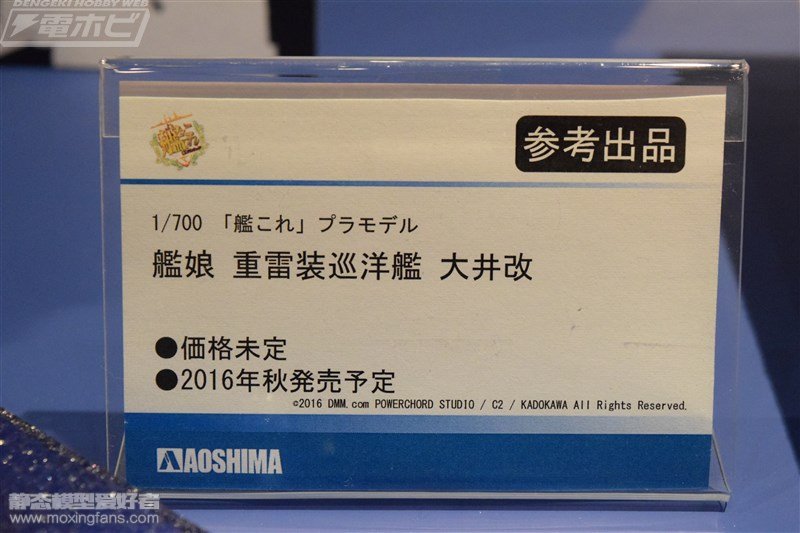 DENGEKI HOBBY WEB
電ホビ
参考出品
1/700 「艦これ」プラモデル
艦娘 重雷装巡洋艦 大井改
●価格未定
●2016年秋発売予定
©2016 DMM.com POWERCHORD STUDIO / C2 / KADOKAWA All Rights Reserved.
AOSHIMA
静态模型爱好者
www.moxingfans.com